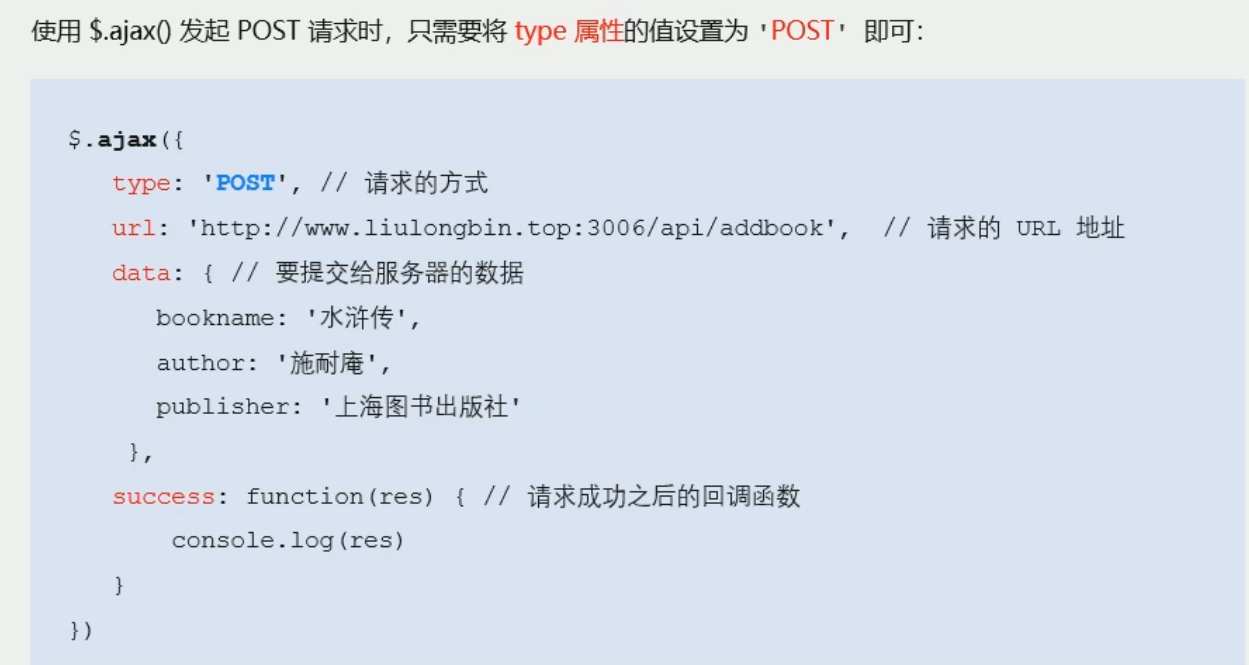 使用 $.ajax() 发起 POST 请求时，只需要将 type 属性的值设置为 'POST' 即可：
$.ajax({
type: 'POST', // 请求的方式
url: 'http://www.liulongbin.top:3006/api/addbook', // 请求的 URL 地址
data: { // 要提交给服务器的数据
bookname: '水浒传',
author: '施耐庵',
publisher: '上海图书出版社'
},
success: function(res) { // 请求成功之后的回调函数
console.log(res)
}
})